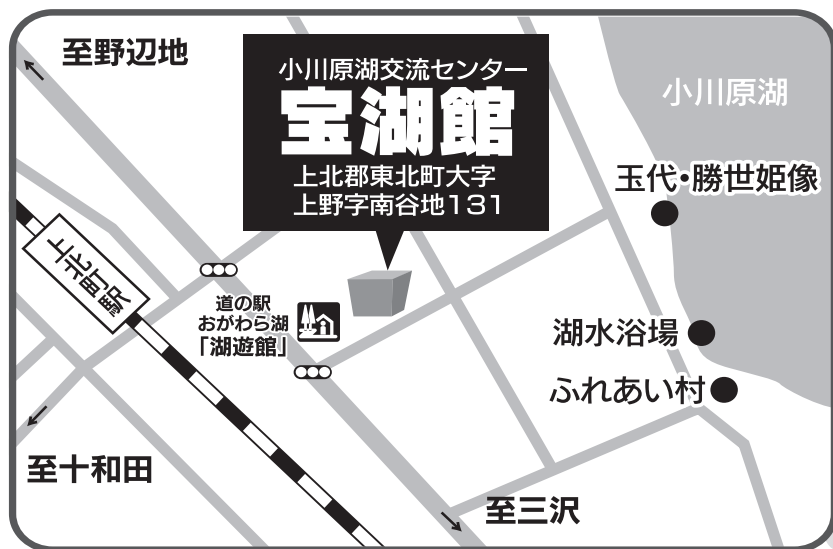 至野辺地
小川原湖交流センター
宝湖館
上北郡東北町大字
上野字南谷地131
小川原湖
玉代・勝世姫像
上北町駅
道の駅
おがわら湖
「湖遊館」
湖水浴場
ふれあい村
至十和田
至三沢